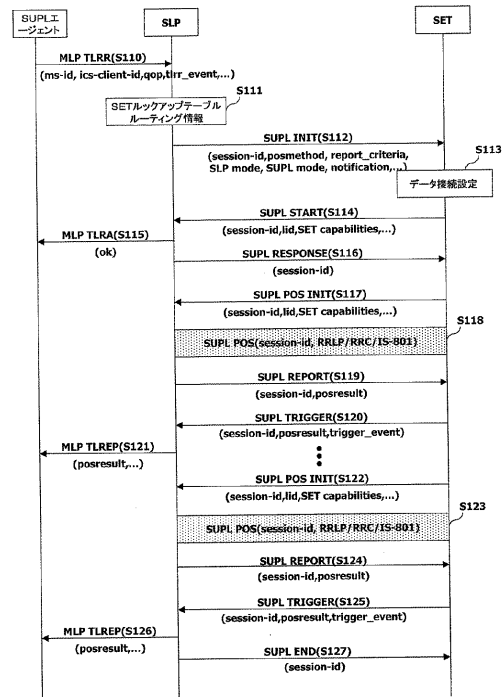 SUPLエ
ージェント
SLP
SET
MLP TLRR(S110)
(ms-id, ics-client-id,qop,tlrr_event,...)
S111
SETルックアップテーブル
ルーティング情報
SUPL INIT(S112)
(session-id,posmethod, report_criteria,
SLP mode, SUPL mode, notification,...)
S113
データ接続設定
SUPL START(S114)
(session-id,lid,SET capabilities,...)
MLP TLRA(S115)
(ok)
SUPL RESPONSE(S116)
(session-id)
SUPL POS INIT(S117)
(session-id,lid,SET capabilities,...)
S118
SUPL POS(session-id, RRLP/RRC/IS-801)
SUPL REPORT(S119)
(session-id,posresult)
SUPL TRIGGER(S120)
(session-id,posresult,trigger_event)
MLP TLREP(S121)
(posresult,...)
SUPL POS INIT(S122)
(session-id,lid,SET capabilities,...)
S123
SUPL POS(session-id, RRLP/RRC/IS-801)
SUPL REPORT(S124)
(session-id,posresult)
SUPL TRIGGER(S125)
(session-id,posresult,trigger_event)
MLP TLREP(S126)
(posresult,...)
SUPL END(S127)
(session-id)